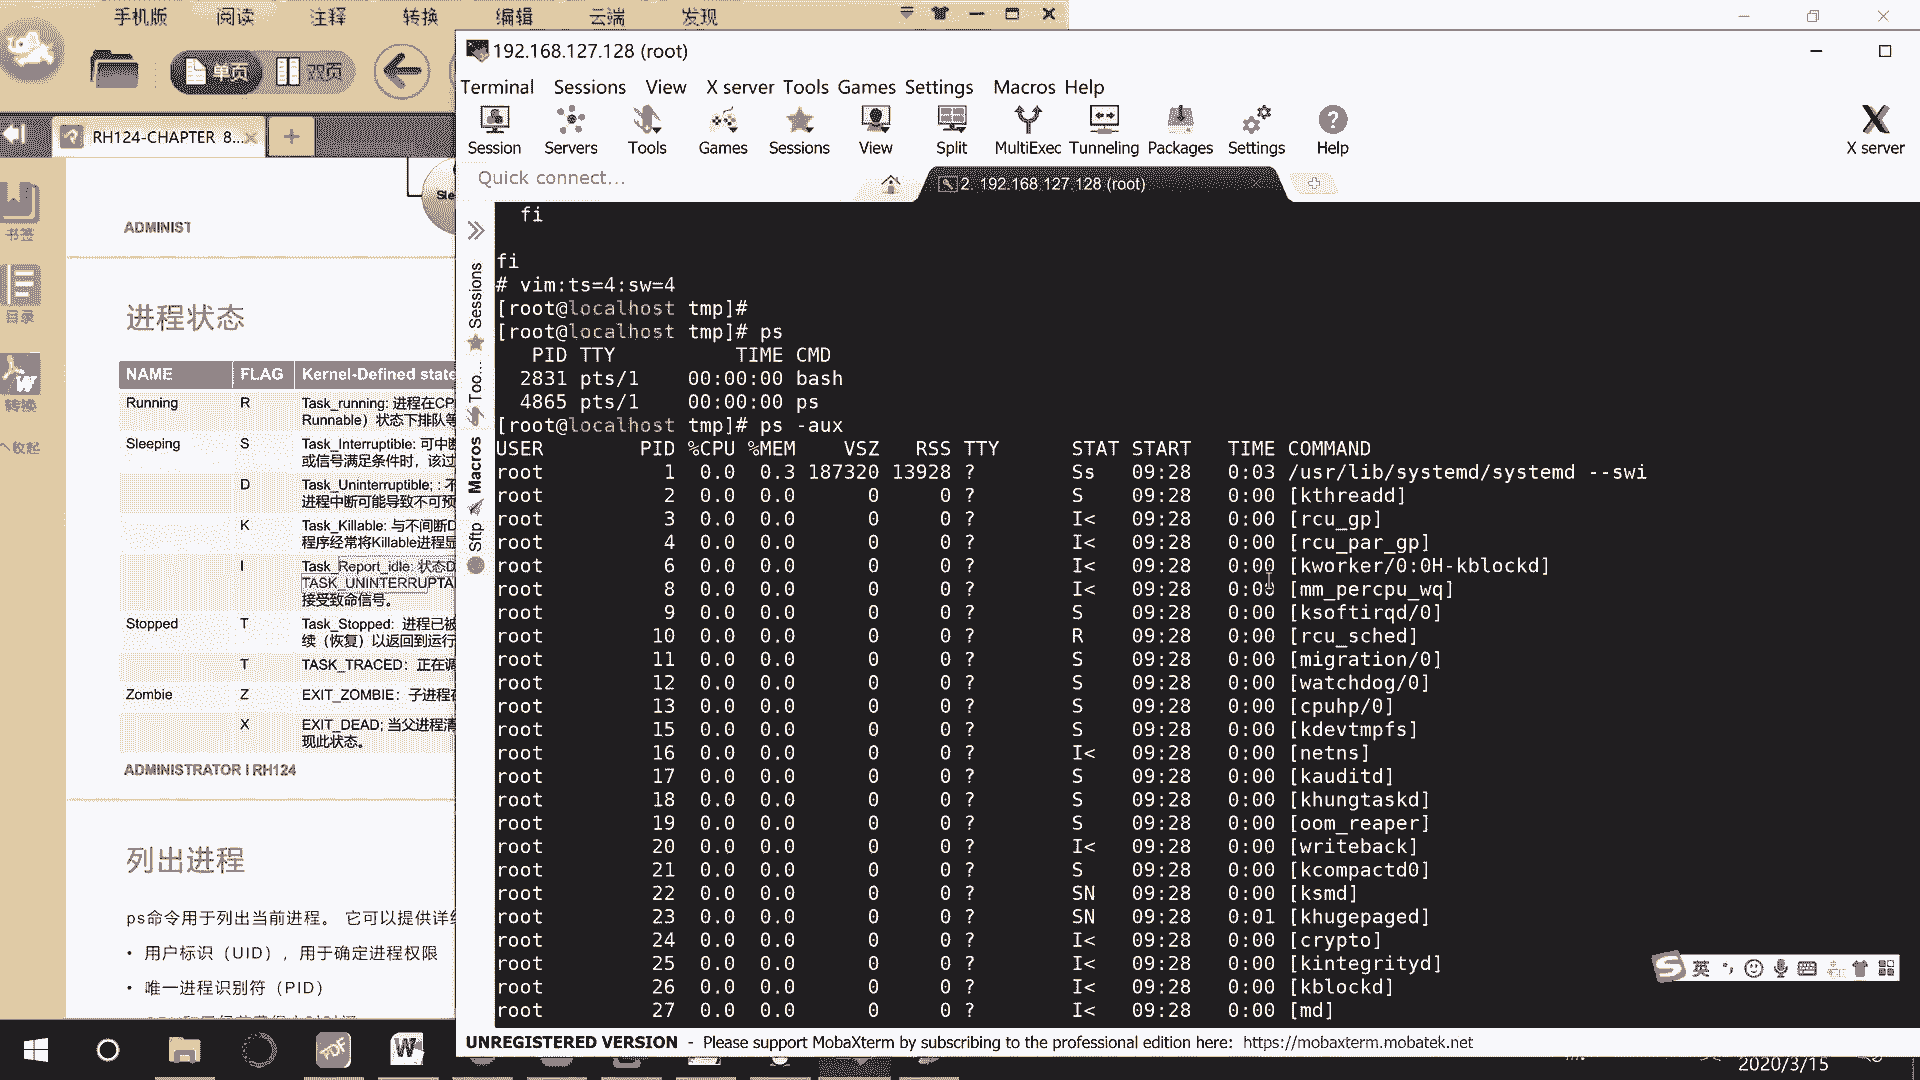 手机版 阅读 注释 转换 编辑 云端 发现
单页 双页
RH124-CHAPTER 8...
书签
目录
转换
收起
ADMINIST
进程状态
NAME FLAG Kernel-Defined state
Running R Task_running: 进程在CP
Runnable）状态下排队等
Sleeping S Task_Interruptible: 可中断
或信号满足条件时，该过
D Task_Uninterruptible; : 不
进程中断可能导致不可预
K Task_Killable: 与不间断D
程序经常将Killable进程显
I Task_Report_idle: 状态D
TASK_UNINTERRUPTA
接受致命信号。
Stopped T Task_Stopped: 进程已被
续（恢复）以返回到运行
T TASK_TRACED：正在调
Zombie Z EXIT_ZOMBIE：子进程在
X EXIT_DEAD; 当父进程清
现此状态。
ADMINISTRATOR | RH124
列出进程
ps命令用于列出当前进程。 它可以提供详细
• 用户标识（UID），用于确定进程权限
• 唯一进程识别符（PID）
192.168.127.128 (root)
Terminal Sessions View X server Tools Games Settings Macros Help
Session Servers Tools Games Sessions View Split MultiExec Tunneling Packages Settings Help X server
Quick connect...
2. 192.168.127.128 (root)
Sessions
Too...
Macros
Sftp
fi
fi
# vim:ts=4:sw=4
[root@localhost tmp]#
[root@localhost tmp]# ps
PID TTY TIME CMD
2831 pts/1 00:00:00 bash
4865 pts/1 00:00:00 ps
[root@localhost tmp]# ps -aux
USER PID %CPU %MEM VSZ RSS TTY STAT START TIME COMMAND
root 1 0.0 0.3 187320 13928 ? Ss 09:28 0:03 /usr/lib/systemd/systemd --swi
root 2 0.0 0.0 0 0 ? S 09:28 0:00 [kthreadd]
root 3 0.0 0.0 0 0 ? I< 09:28 0:00 [rcu_gp]
root 4 0.0 0.0 0 0 ? I< 09:28 0:00 [rcu_par_gp]
root 6 0.0 0.0 0 0 ? I< 09:28 0:00 [kworker/0:0H-kblockd]
root 8 0.0 0.0 0 0 ? I< 09:28 0:00 [mm_percpu_wq]
root 9 0.0 0.0 0 0 ? S 09:28 0:00 [ksoftirqd/0]
root 10 0.0 0.0 0 0 ? R 09:28 0:00 [rcu_sched]
root 11 0.0 0.0 0 0 ? S 09:28 0:00 [migration/0]
root 12 0.0 0.0 0 0 ? S 09:28 0:00 [watchdog/0]
root 13 0.0 0.0 0 0 ? S 09:28 0:00 [cpuhp/0]
root 15 0.0 0.0 0 0 ? S 09:28 0:00 [kdevtmpfs]
root 16 0.0 0.0 0 0 ? I< 09:28 0:00 [netns]
root 17 0.0 0.0 0 0 ? S 09:28 0:00 [kauditd]
root 18 0.0 0.0 0 0 ? S 09:28 0:00 [khungtaskd]
root 19 0.0 0.0 0 0 ? S 09:28 0:00 [oom_reaper]
root 20 0.0 0.0 0 0 ? I< 09:28 0:00 [writeback]
root 21 0.0 0.0 0 0 ? S 09:28 0:00 [kcompactd0]
root 22 0.0 0.0 0 0 ? SN 09:28 0:00 [ksmd]
root 23 0.0 0.0 0 0 ? SN 09:28 0:01 [khugepaged]
root 24 0.0 0.0 0 0 ? I< 09:28 0:00 [crypto]
root 25 0.0 0.0 0 0 ? I< 09:28 0:00 [kintegrityd]
root 26 0.0 0.0 0 0 ? I< 09:28 0:00 [kblockd]
root 27 0.0 0.0 0 0 ? I< 09:28 0:00 [md]
英
UNREGISTERED VERSION - Please support MobaXterm by subscribing to the professional edition here: https://mobaxterm.mobatek.net
2020/3/15